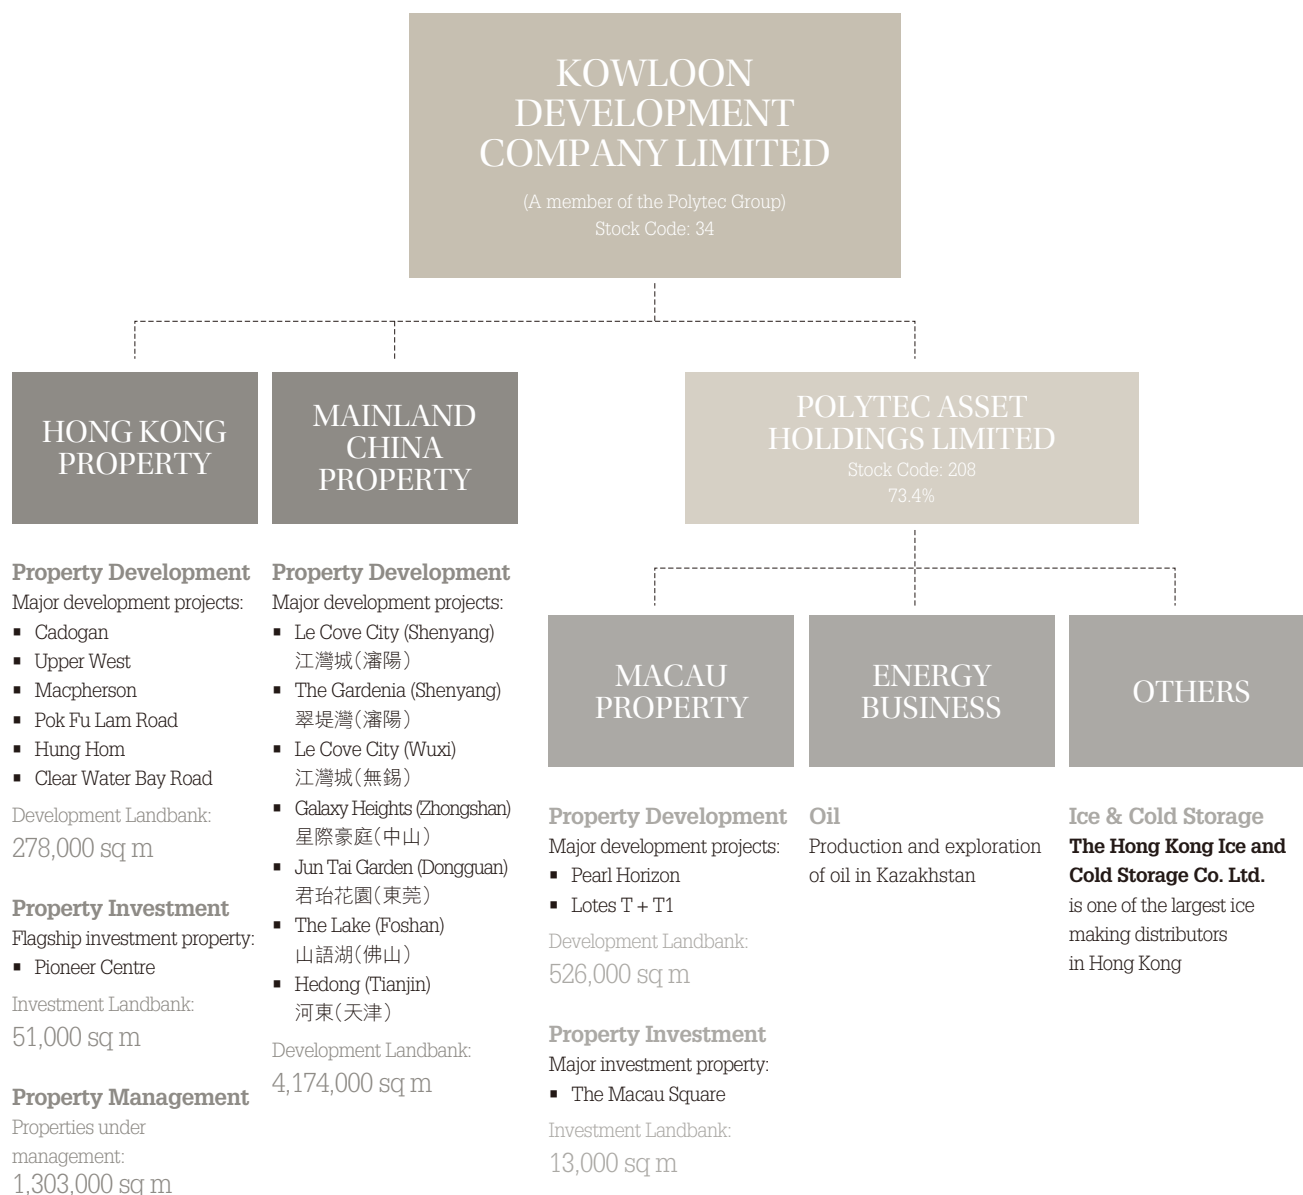 KOWLOON
DEVELOPMENT
COMPANY LIMITED
(A member of the Polytec Group)
Stock Code: 34
HONG KONG
PROPERTY
Property Development
Major development projects:
▪ Cadogan
▪ Upper West
▪ Macpherson
▪ Pok Fu Lam Road
▪ Hung Hom
▪ Clear Water Bay Road
Development Landbank:
278,000 sq m
Property Investment
Flagship investment property:
▪ Pioneer Centre
Investment Landbank:
51,000 sq m
Property Management
Properties under
management:
1,303,000 sq m
MAINLAND
CHINA
PROPERTY
Property Development
Major development projects:
▪ Le Cove City (Shenyang)
江灣城(瀋陽)
▪ The Gardenia (Shenyang)
翠堤灣(瀋陽)
▪ Le Cove City (Wuxi)
江灣城(無錫)
▪ Galaxy Heights (Zhongshan)
星際豪庭(中山)
▪ Jun Tai Garden (Dongguan)
君珆花園(東莞)
▪ The Lake (Foshan)
山語湖(佛山)
▪ Hedong (Tianjin)
河東(天津)
Development Landbank:
4,174,000 sq m
POLYTEC ASSET
HOLDINGS LIMITED
Stock Code: 208
73.4%
MACAU
PROPERTY
Property Development
Major development projects:
▪ Pearl Horizon
▪ Lotes T + T1
Development Landbank:
526,000 sq m
Property Investment
Major investment property:
▪ The Macau Square
Investment Landbank:
13,000 sq m
ENERGY
BUSINESS
Oil
Production and exploration
of oil in Kazakhstan
OTHERS
Ice & Cold Storage
The Hong Kong Ice and
Cold Storage Co. Ltd.
is one of the largest ice
making distributors
in Hong Kong